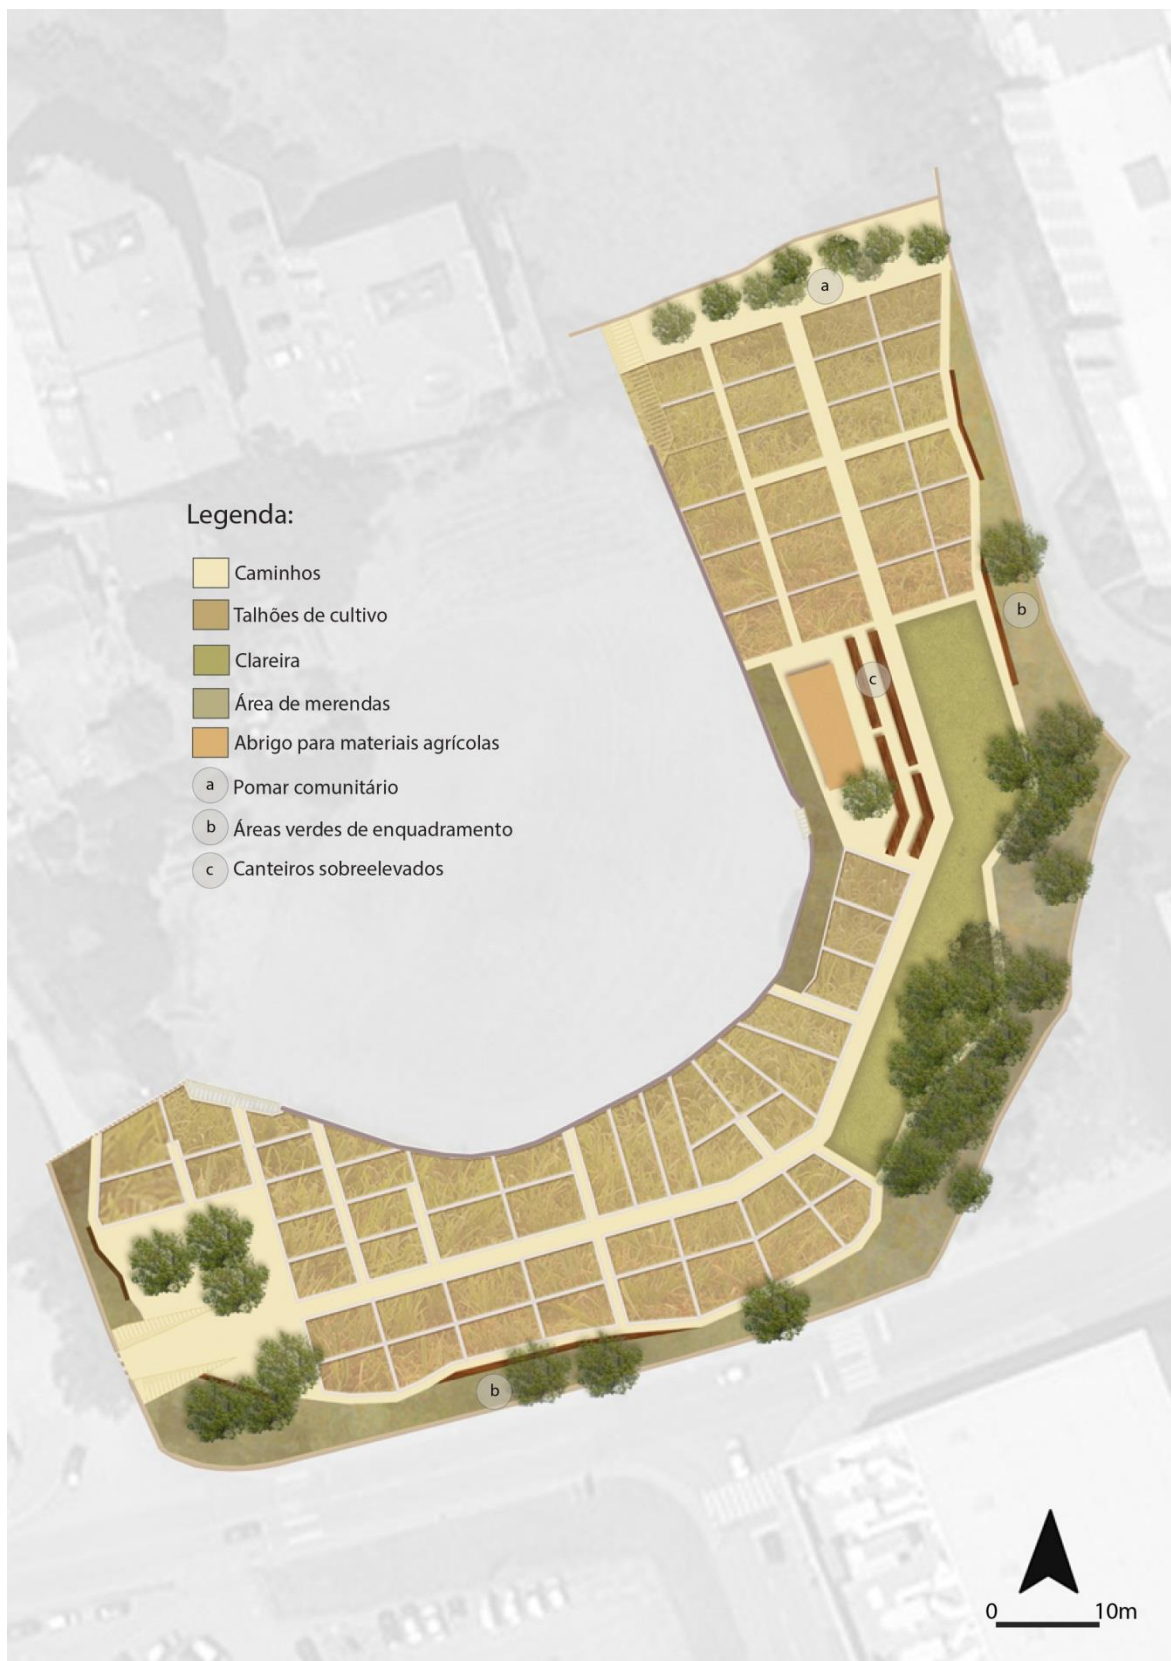 a
b
c
Legenda:
Caminhos
Talhões de cultivo
Clareira
Área de merendas
Abrigo para materiais agrícolas
a Pomar comunitário
b Áreas verdes de enquadramento
c Canteiros sobreelevados
b
0 10m